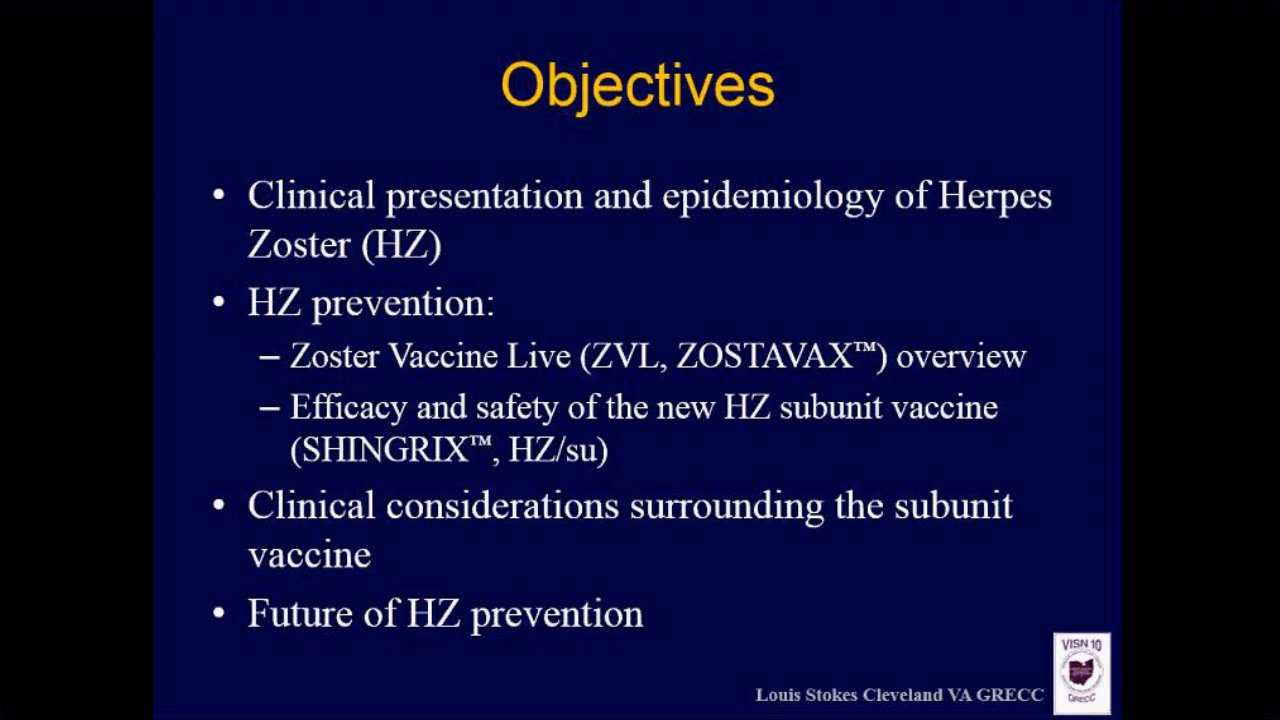 Objectives
• Clinical presentation and epidemiology of Herpes
Zoster (HZ)
• HZ prevention:
– Zoster Vaccine Live (ZVL, ZOSTAVAX™) overview
– Efficacy and safety of the new HZ subunit vaccine
(SHINGRIX™, HZ/su)
• Clinical considerations surrounding the subunit
vaccine
• Future of HZ prevention
VISN 10
GRECC
Louis Stokes Cleveland VA GRECC